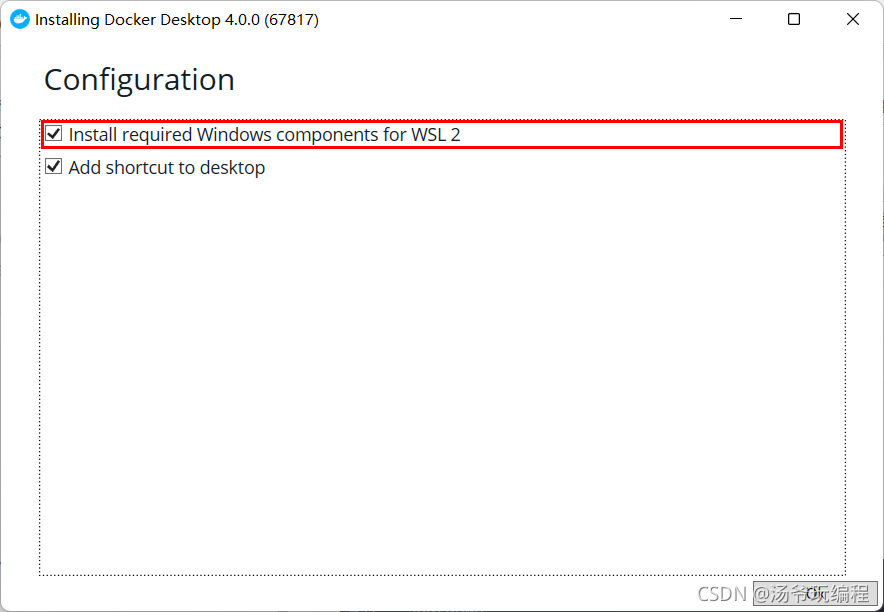 Installing Docker Desktop 4.0.0 (67817)
Configuration
Install required Windows components for WSL 2
Add shortcut to desktop
Ok
CSDN @汤爷玩编程